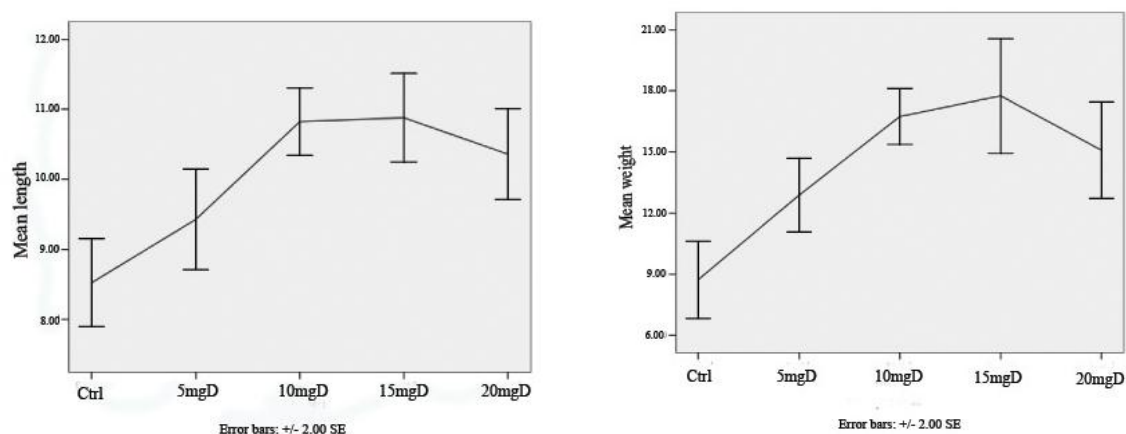 12.00
11.00
10.00
9.00
8.00
Mean length
Ctrl 5mgD 10mgD 15mgD 20mgD
Error bars: +/- 2.00 SE
21.00
18.00
15.00
12.00
9.00
6.00
Mean weight
Ctrl 5mgD 10mgD 15mgD 20mgD
Error bars: +/- 2.00 SE